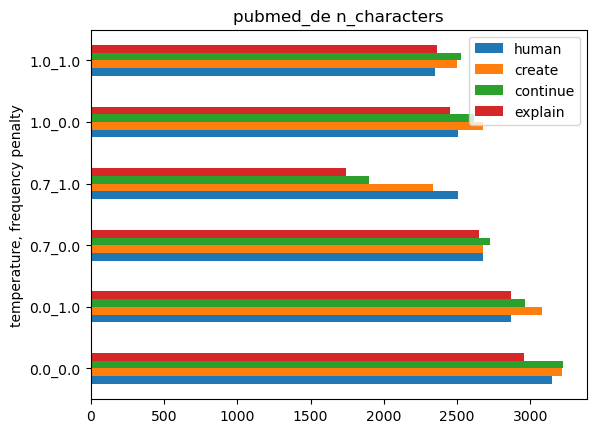 pubmed_de n_characters
human
create
continue
explain
temperature, frequency penalty
1.0_1.0
1.0_0.0
0.7_1.0
0.7_0.0
0.0_1.0
0.0_0.0
0 500 1000 1500 2000 2500 3000